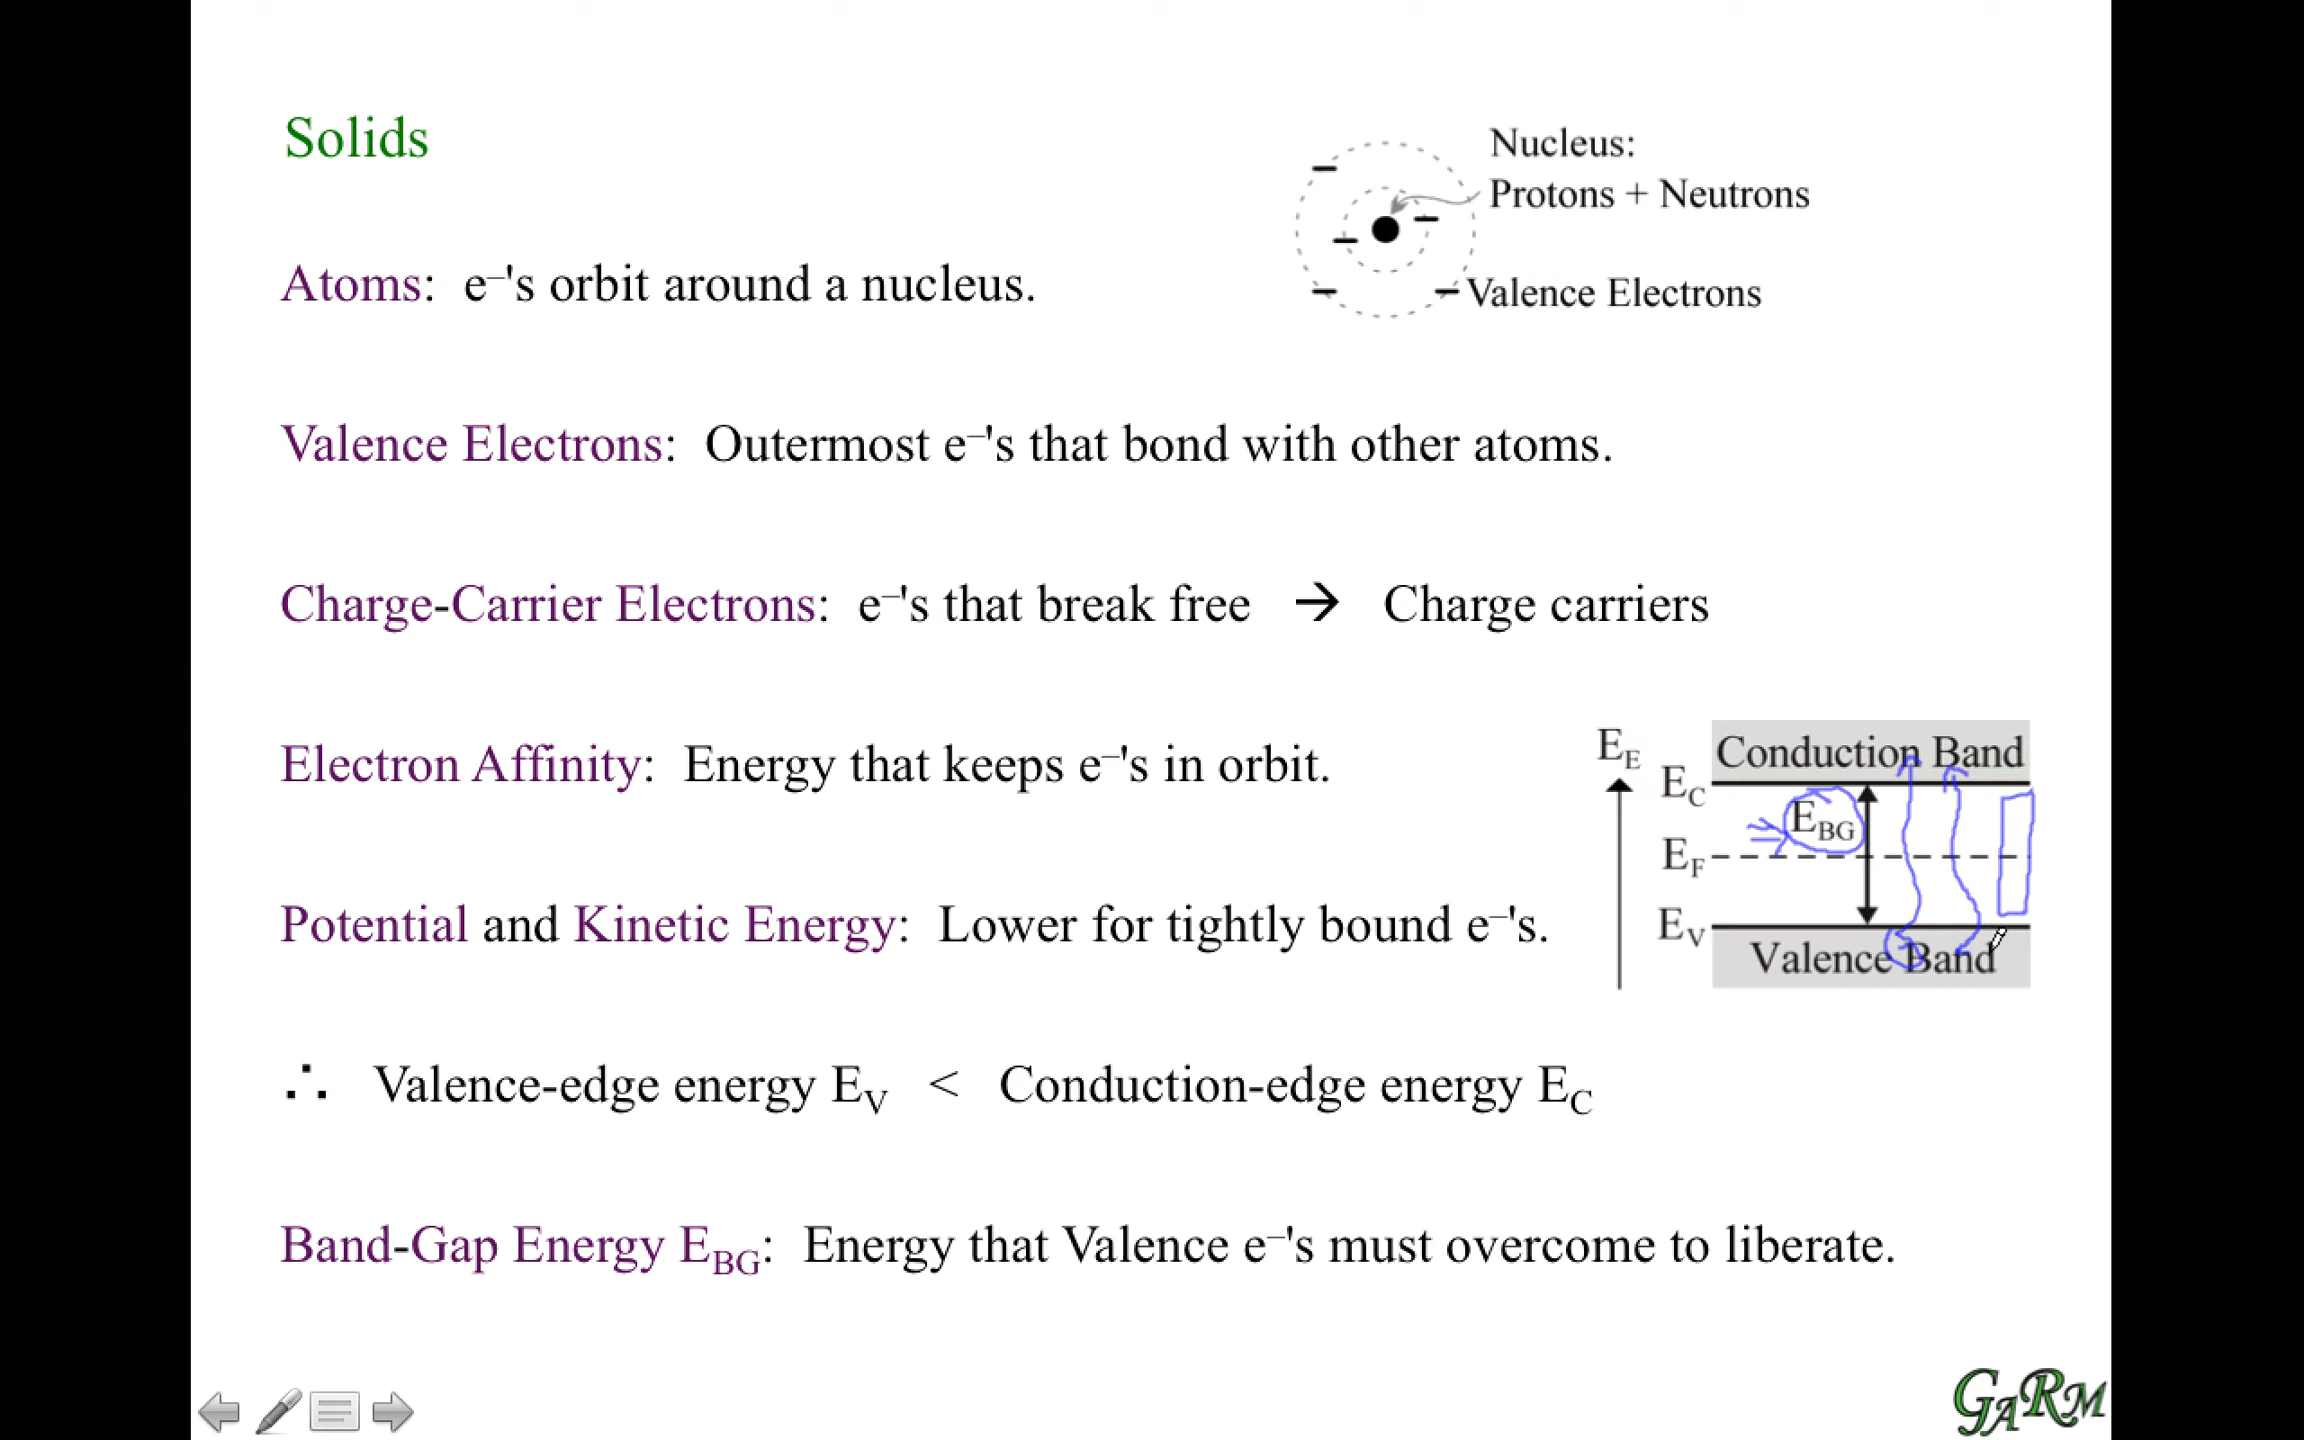 Solids
Nucleus:
Protons + Neutrons
Atoms: e⁻'s orbit around a nucleus.
Valence Electrons
Valence Electrons: Outermost e⁻'s that bond with other atoms.
Charge-Carrier Electrons: e⁻'s that break free → Charge carriers
Electron Affinity: Energy that keeps e⁻'s in orbit.
E_E
Conduction Band
E_C
E_BG
E_F
E_V
Valence Band
Potential and Kinetic Energy: Lower for tightly bound e⁻'s.
∴ Valence-edge energy E_V < Conduction-edge energy E_C
Band-Gap Energy E_BG: Energy that Valence e⁻'s must overcome to liberate.
GARM